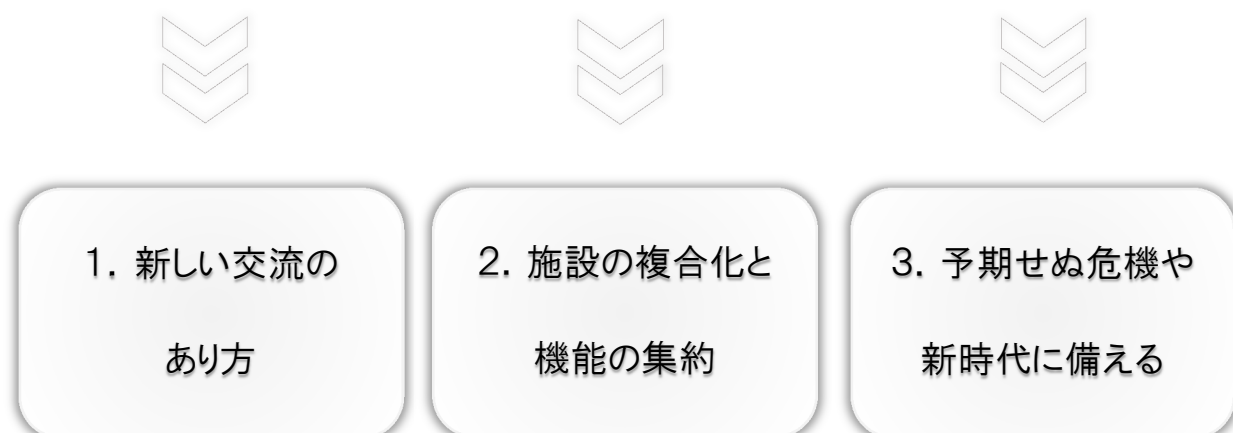 1．新しい交流の
あり方
2．施設の複合化と
機能の集約
3．予期せぬ危機や
新時代に備える